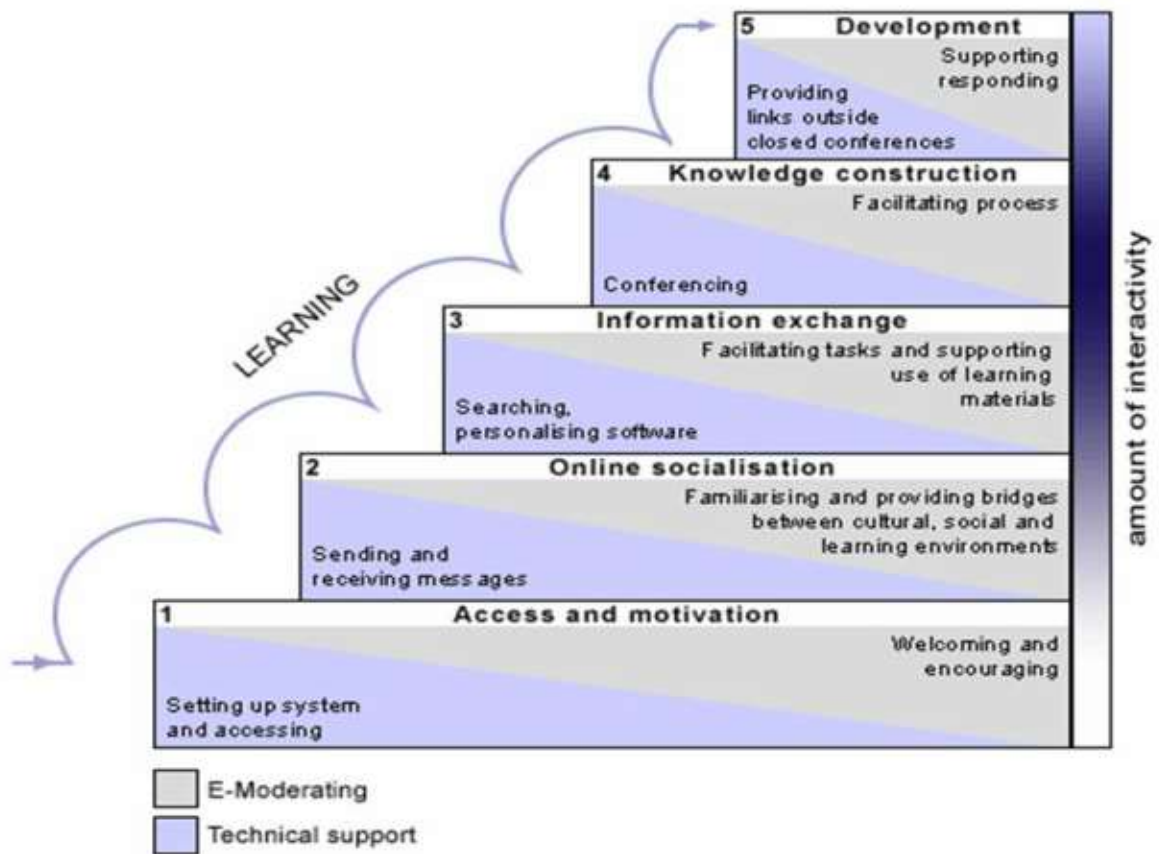 5 Development
Supporting
responding
Providing
links outside
closed conferences
4 Knowledge construction
Facilitating process
Conferencing
3 Information exchange
Facilitating tasks and supporting
use of learning
materials
Searching,
personalising software
2 Online socialisation
Familiarising and providing bridges
between cultural, social and
learning environments
Sending and
receiving messages
1 Access and motivation
Welcoming and
encouraging
Setting up system
and accessing
LEARNING
amount of interactivity
E-Moderating
Technical support